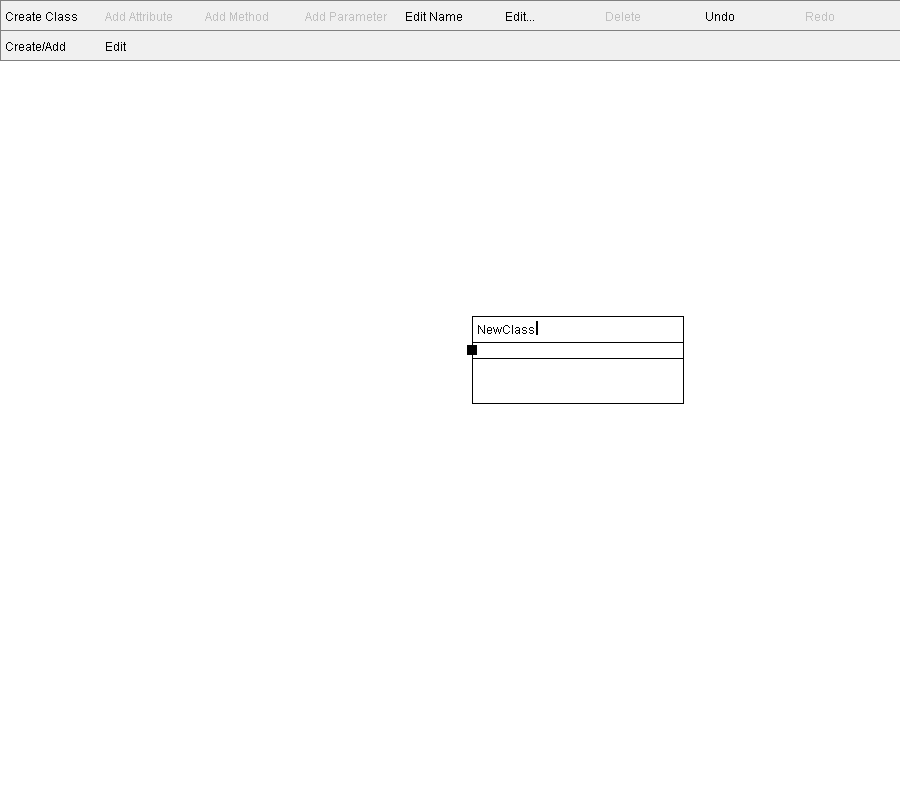 Create Class Add Attribute Add Method Add Parameter Edit Name Edit... Delete Undo Redo
Create/Add Edit
NewClass